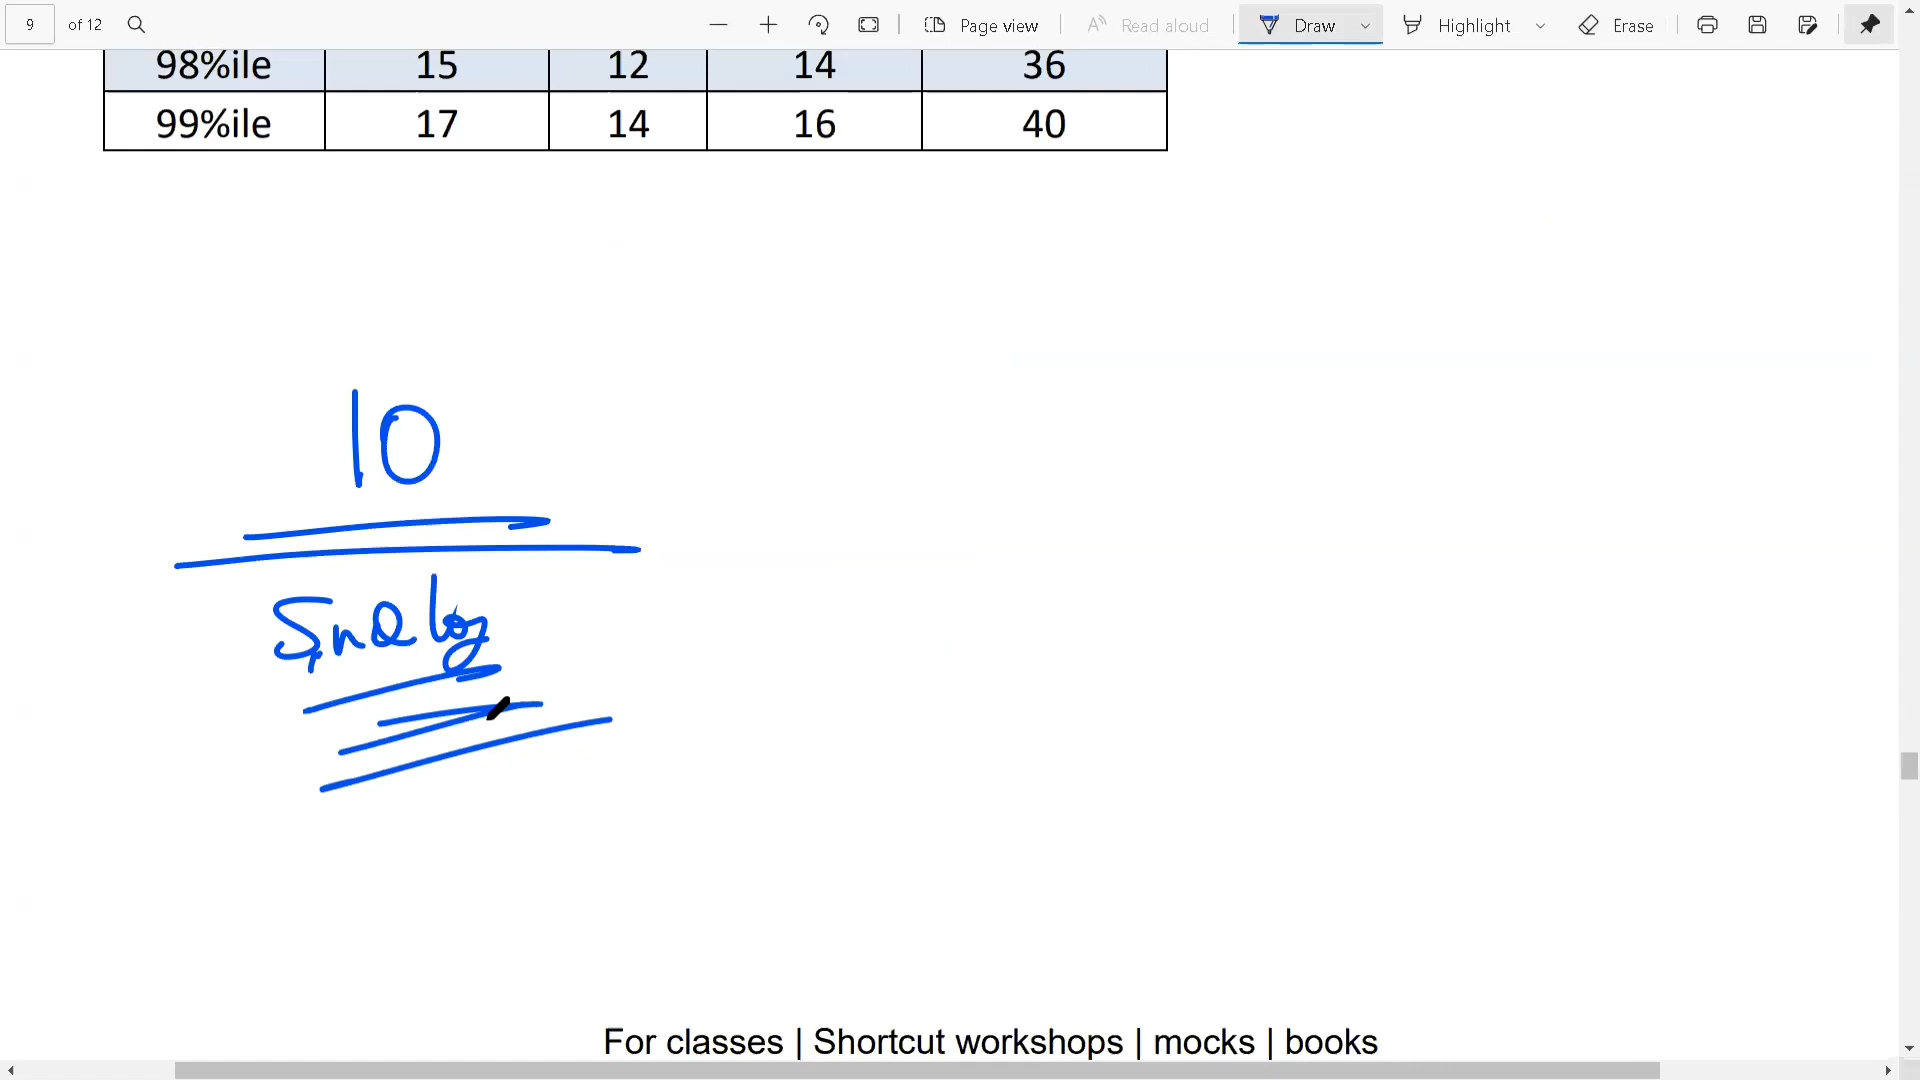 9 of 12 Page view Read aloud Draw Highlight Erase
98%ile 15 12 14 36
99%ile 17 14 16 40
10
For classes | Shortcut workshops | mocks | books